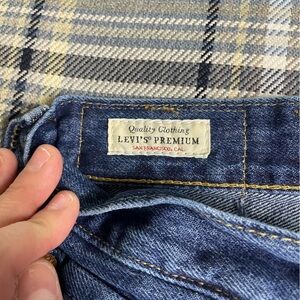 Quality Clothing
LEVI'S® PREMIUM
SAN FRANCISCO, CAL.